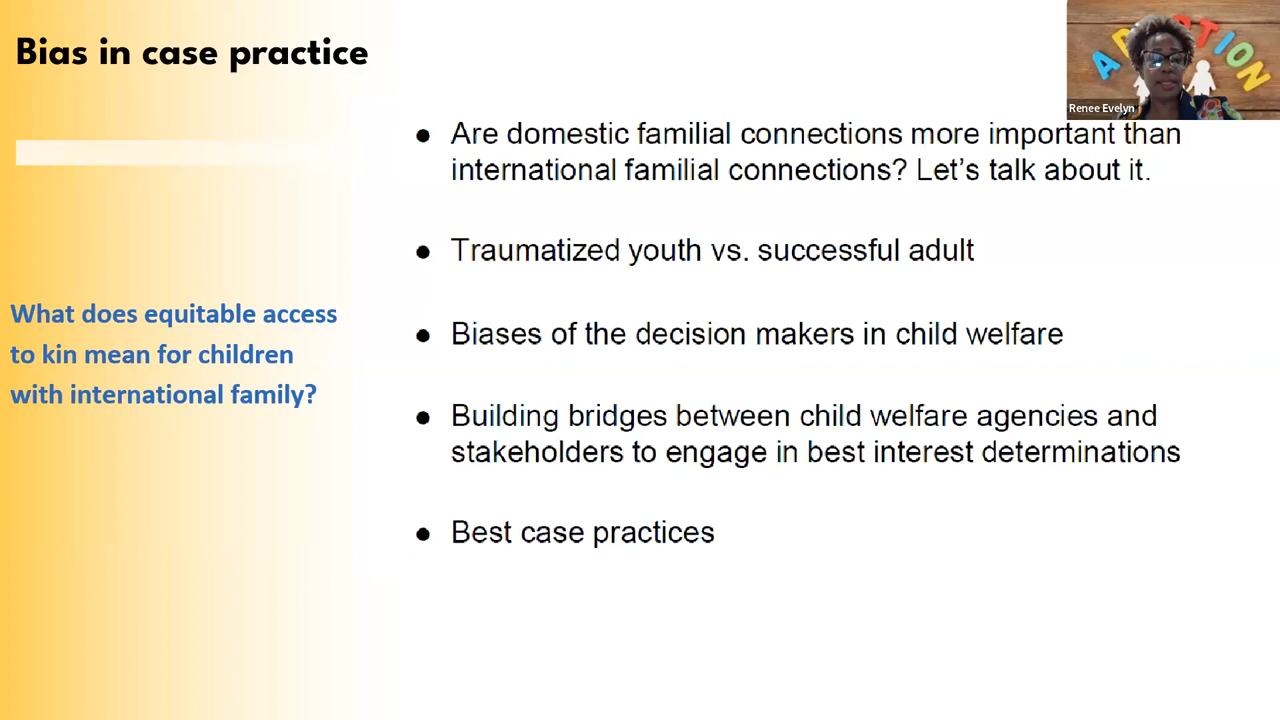 Bias in case practice
ADOPTION
Renee Evelyn
● Are domestic familial connections more important than
international familial connections? Let's talk about it.
● Traumatized youth vs. successful adult
What does equitable access
to kin mean for children
with international family?
● Biases of the decision makers in child welfare
● Building bridges between child welfare agencies and
stakeholders to engage in best interest determinations
● Best case practices